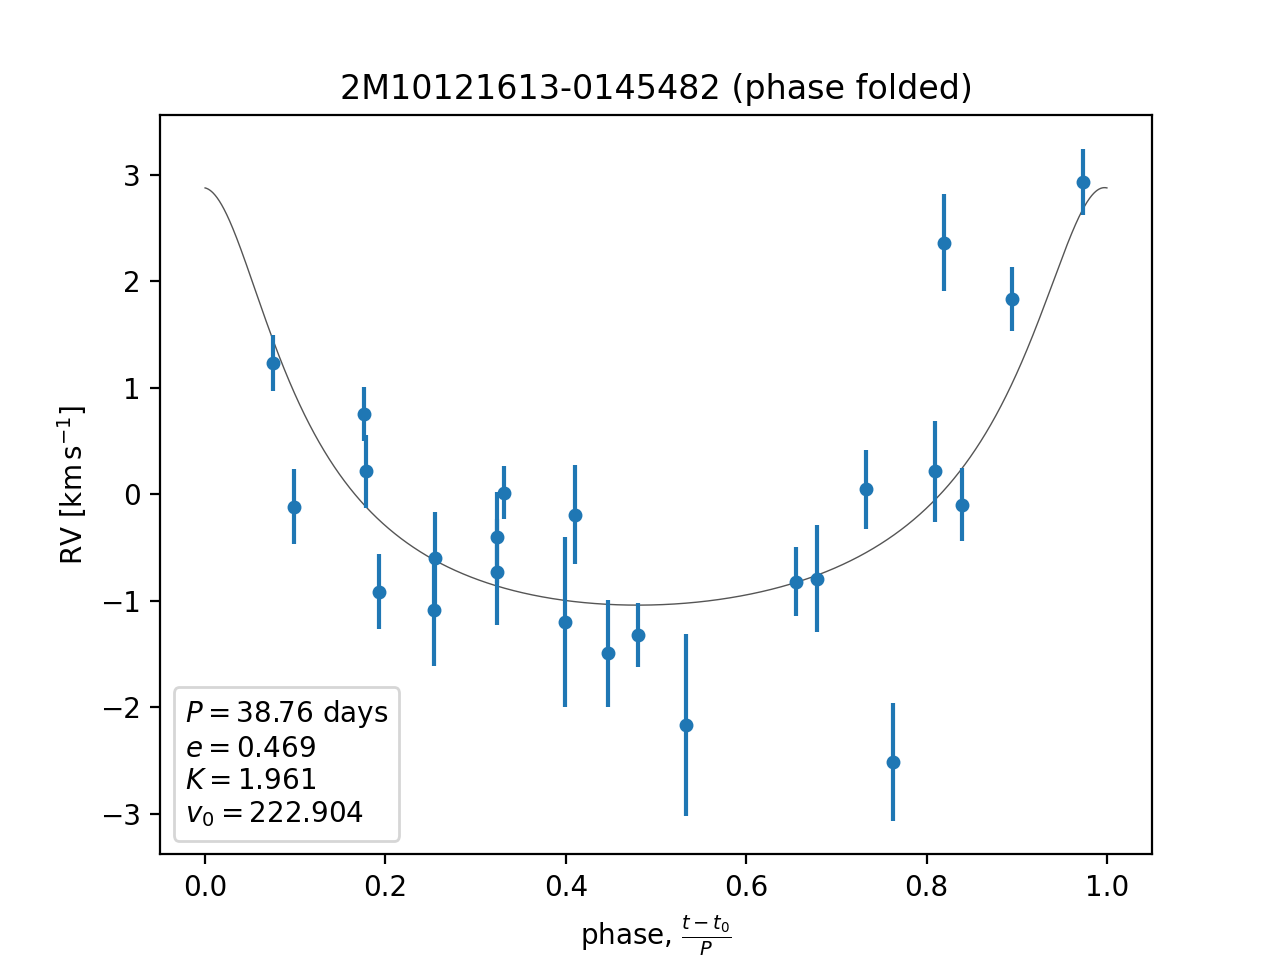 2M10121613-0145482 (phase folded)
RV [km s⁻¹]
3
2
1
0
−1
−2
−3
P = 38.76 days
e = 0.469
K = 1.961
v₀ = 222.904
0.0 0.2 0.4 0.6 0.8 1.0
phase, (t − t₀)/P